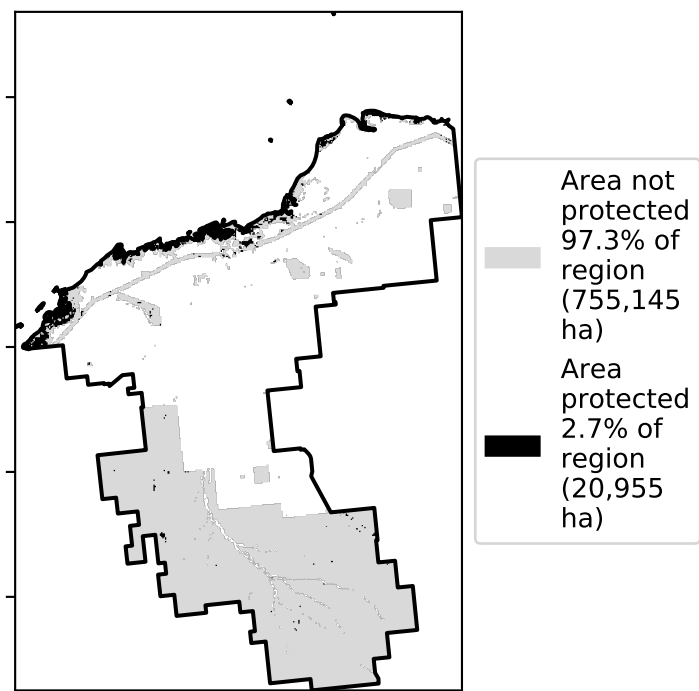 Area not
protected
97.3% of
region
(755,145
ha)
Area
protected
2.7% of
region
(20,955
ha)